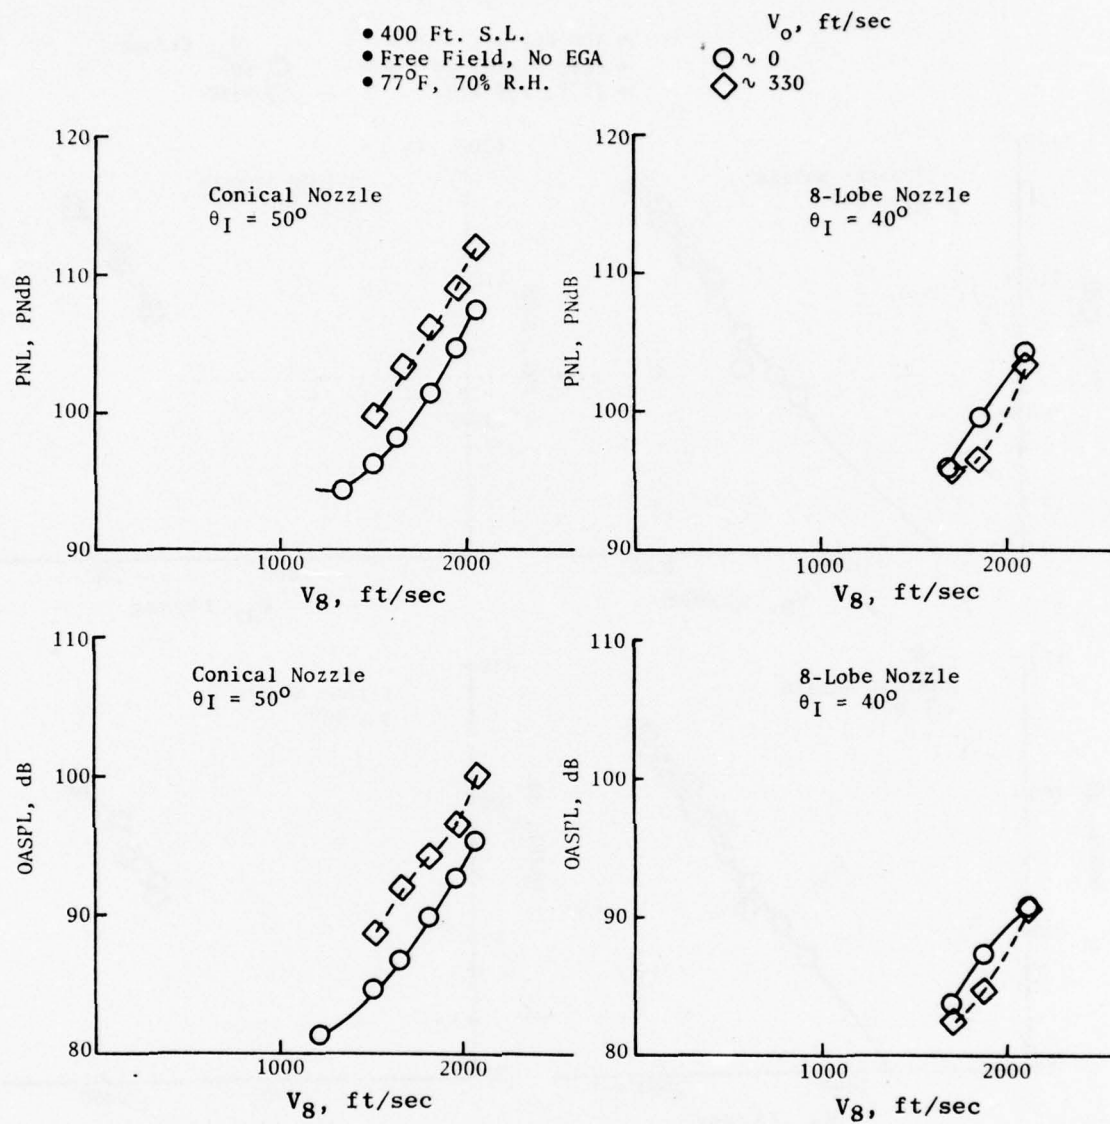 • 400 Ft. S.L.
• Free Field, No EGA
• 77°F, 70% R.H.
V₀, ft/sec
~ 0
~ 330
120
110
100
90
PNL, PNdB
Conical Nozzle
θI = 50°
1000 2000
V8, ft/sec
120
110
100
90
PNL, PNdB
8-Lobe Nozzle
θI = 40°
1000 2000
V8, ft/sec
110
100
90
80
OASPL, dB
Conical Nozzle
θI = 50°
1000 2000
V8, ft/sec
110
100
90
80
OASPL, dB
8-Lobe Nozzle
θI = 40°
1000 2000
V8, ft/sec